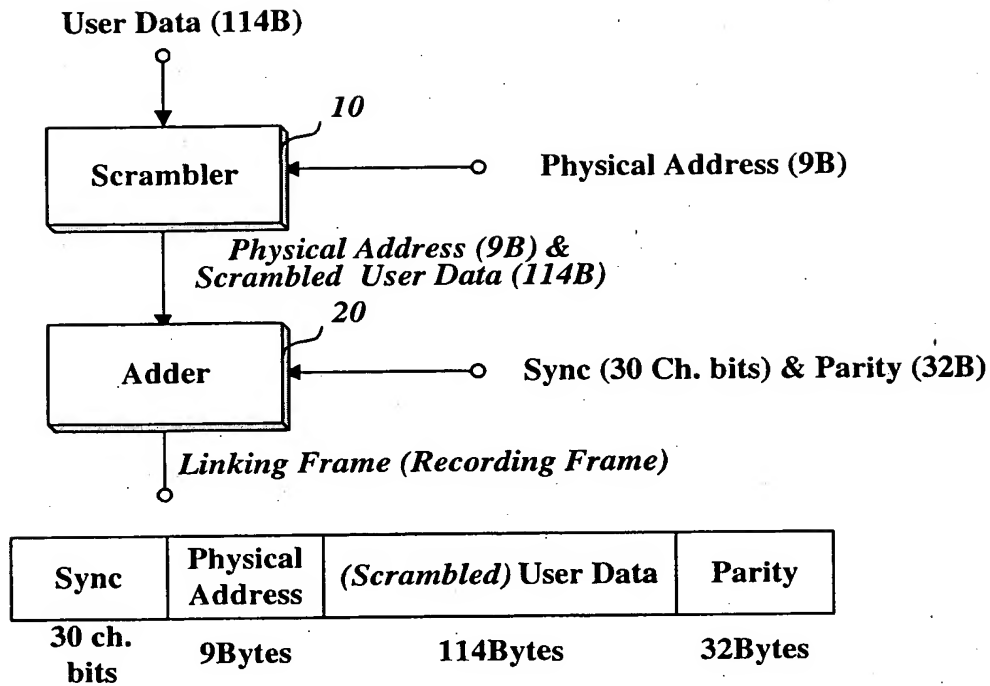 User Data (114B)
10
Scrambler
Physical Address (9B)
Physical Address (9B) &
Scrambled User Data (114B)
20
Adder
Sync (30 Ch. bits) & Parity (32B)
Linking Frame (Recording Frame)
Sync
Physical
Address
(Scrambled) User Data
Parity
30 ch.
bits
9Bytes
114Bytes
32Bytes